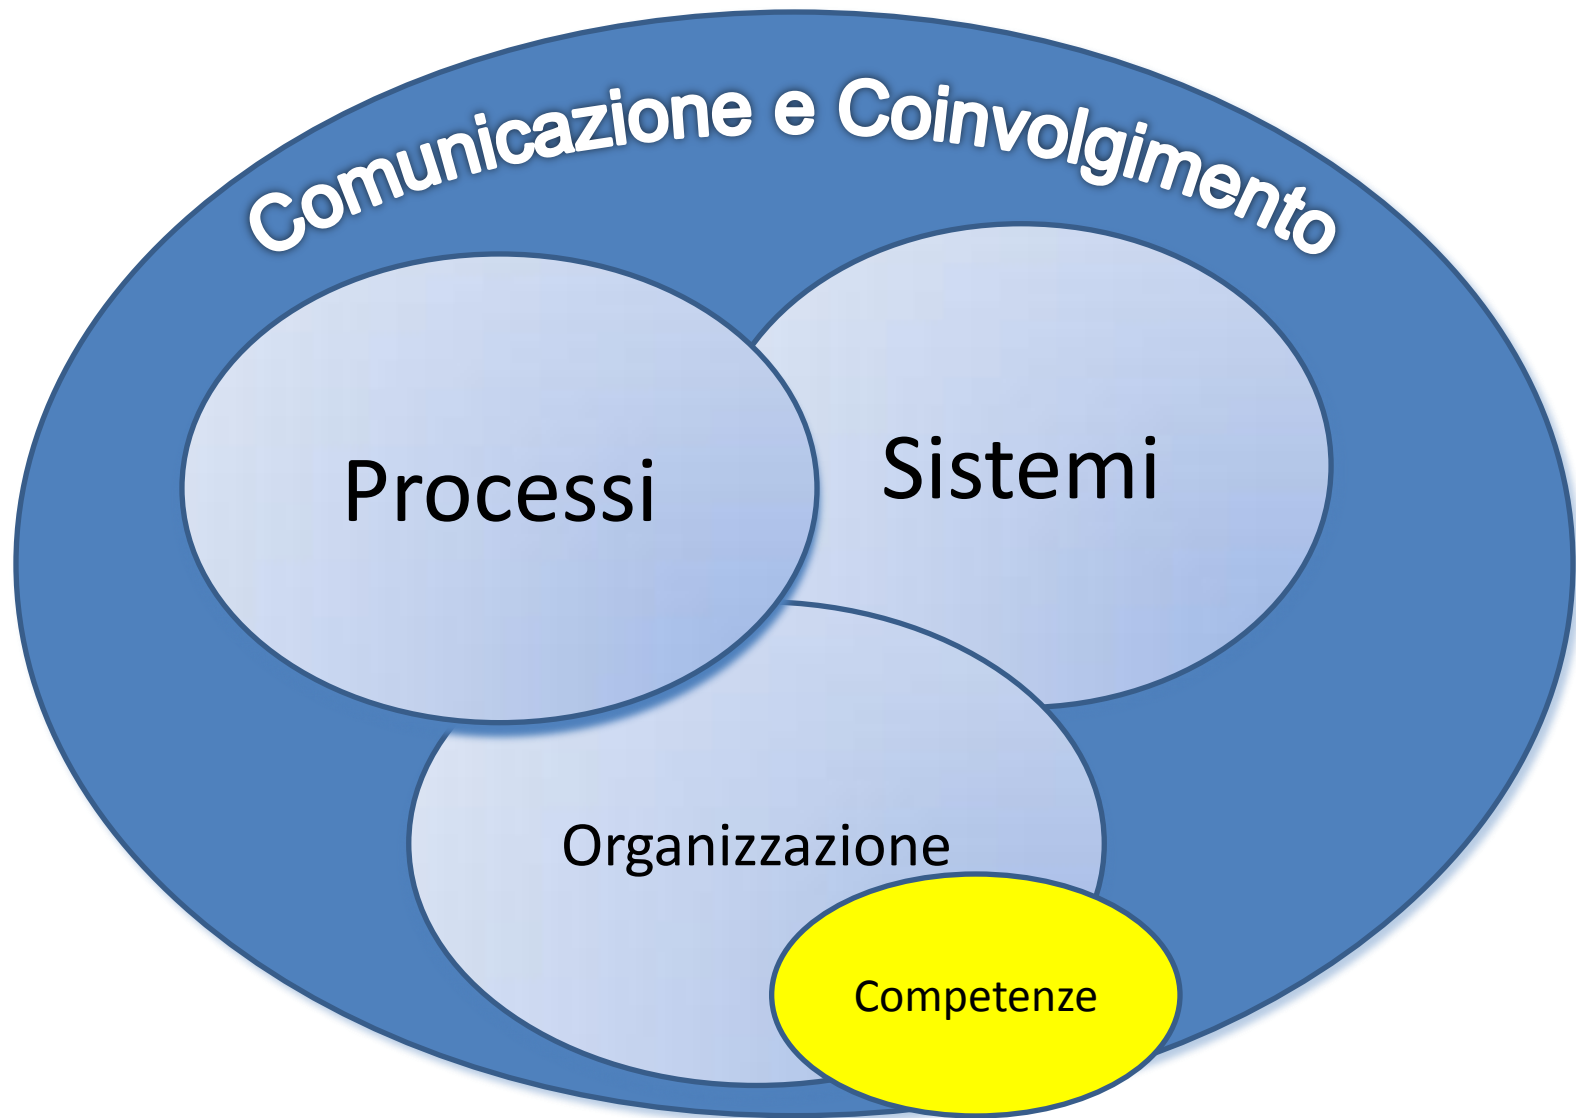 Comunicazione e Coinvolgimento
Processi
Sistemi
Organizzazione
Competenze